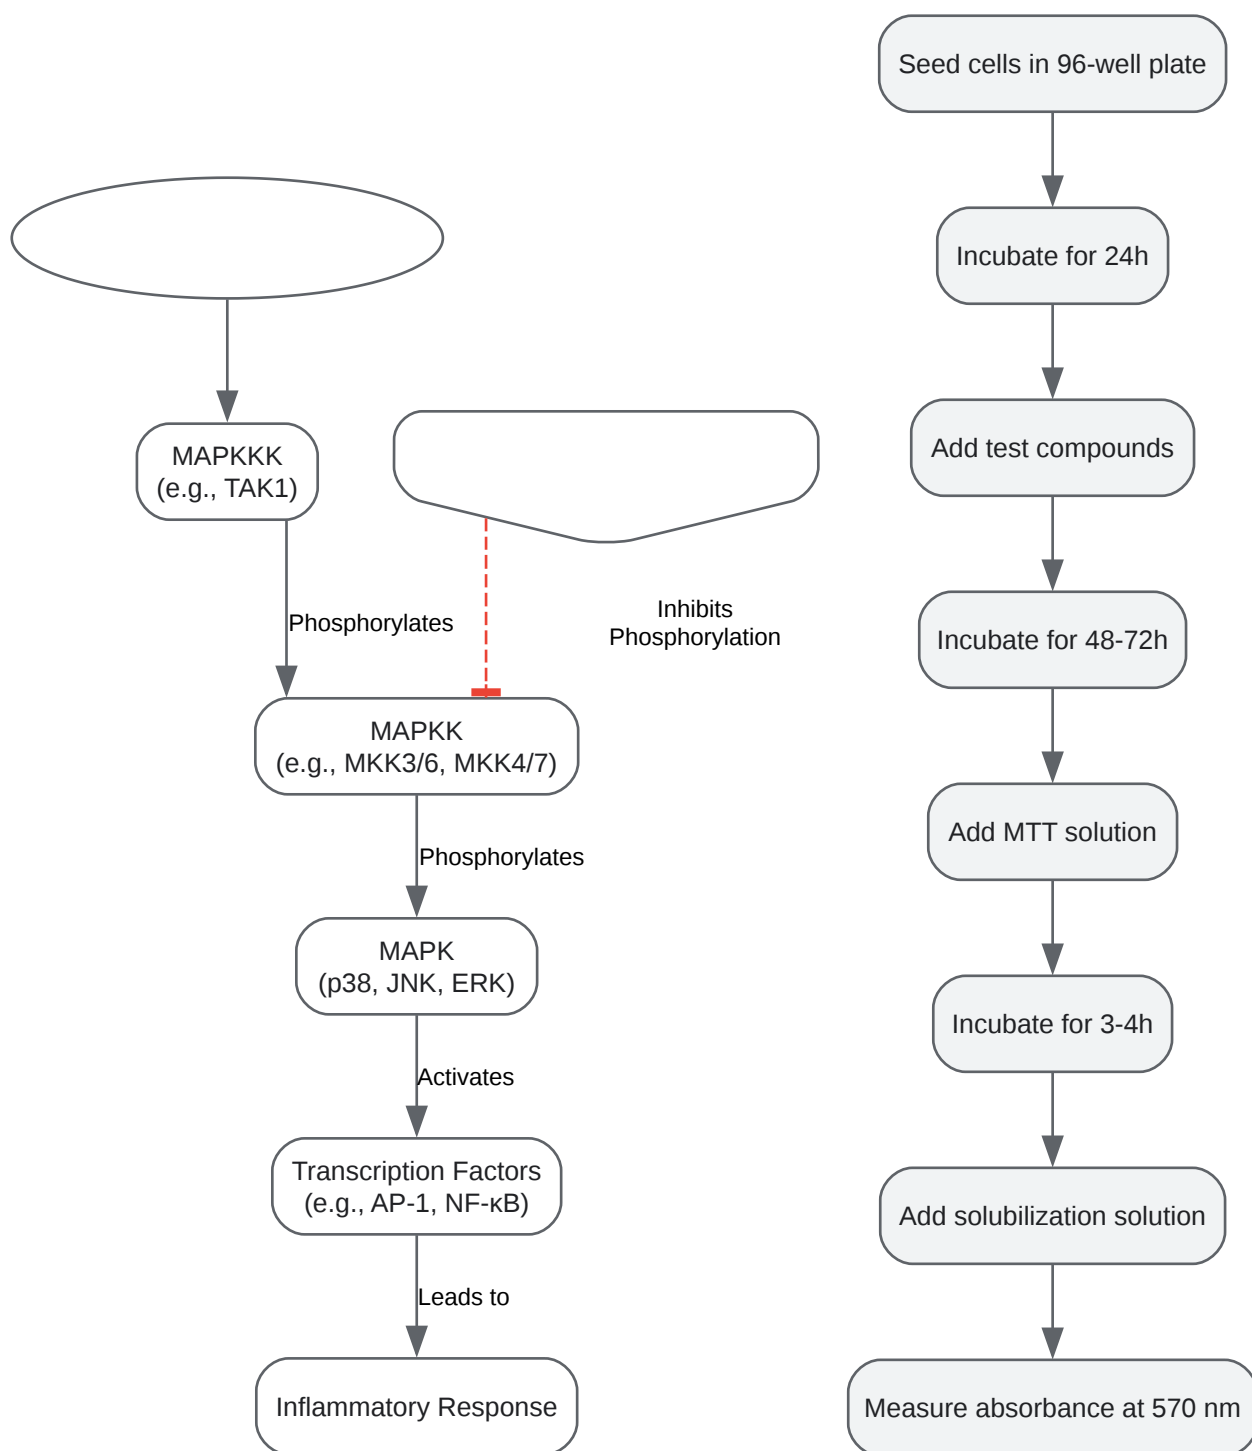 MAPKKK
(e.g., TAK1)
Phosphorylates
Inhibits
Phosphorylation
MAPKK
(e.g., MKK3/6, MKK4/7)
Phosphorylates
MAPK
(p38, JNK, ERK)
Activates
Transcription Factors
(e.g., AP-1, NF-κB)
Leads to
Inflammatory Response
Seed cells in 96-well plate
Incubate for 24h
Add test compounds
Incubate for 48-72h
Add MTT solution
Incubate for 3-4h
Add solubilization solution
Measure absorbance at 570 nm